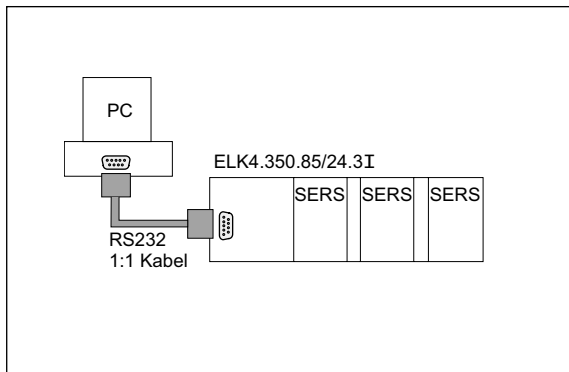 PC
ELK4.350.85/24.3I
SERS SERS SERS
RS232
1:1 Kabel